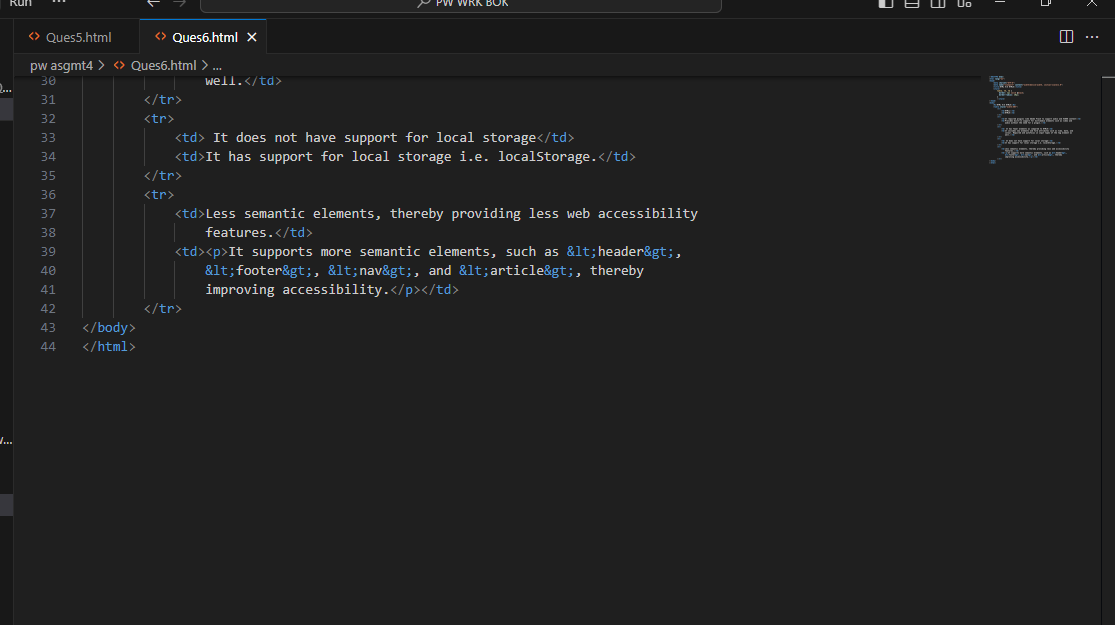 Run ...
PW WRK BOK
Ques5.html
Ques6.html
...
pw asgmt4 > Ques6.html > ...
30 well.</td>
31 </tr>
32 <tr>
33 <td> It does not have support for local storage</td>
34 <td>It has support for local storage i.e. localStorage.</td>
35 </tr>
36 <tr>
37 <td>Less semantic elements, thereby providing less web accessibility
38 features.</td>
39 <td><p>It supports more semantic elements, such as &lt;header&gt;,
40 &lt;footer&gt;, &lt;nav&gt;, and &lt;article&gt;, thereby
41 improving accessibility.</p></td>
42 </tr>
43 </body>
44 </html>